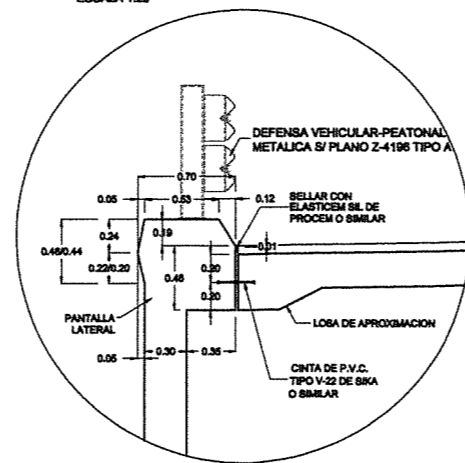 DEFENSA VEHICULAR-PEATONAL
METALICA S/ PLANO Z-4196 TIPO A
0.70
0.05
0.53
0.12
SELLAR CON
ELASTICEM SIL DE
PROCEM O SIMILAR
0.24
0.19
0.01
0.46/0.44
0.20
0.22/0.20
0.46
0.20
PANTALLA
LATERAL
LOSA DE APROXIMACION
0.05
0.30
0.35
CINTA DE P.V.C.
TIPO V-22 DE SIKA
O SIMILAR